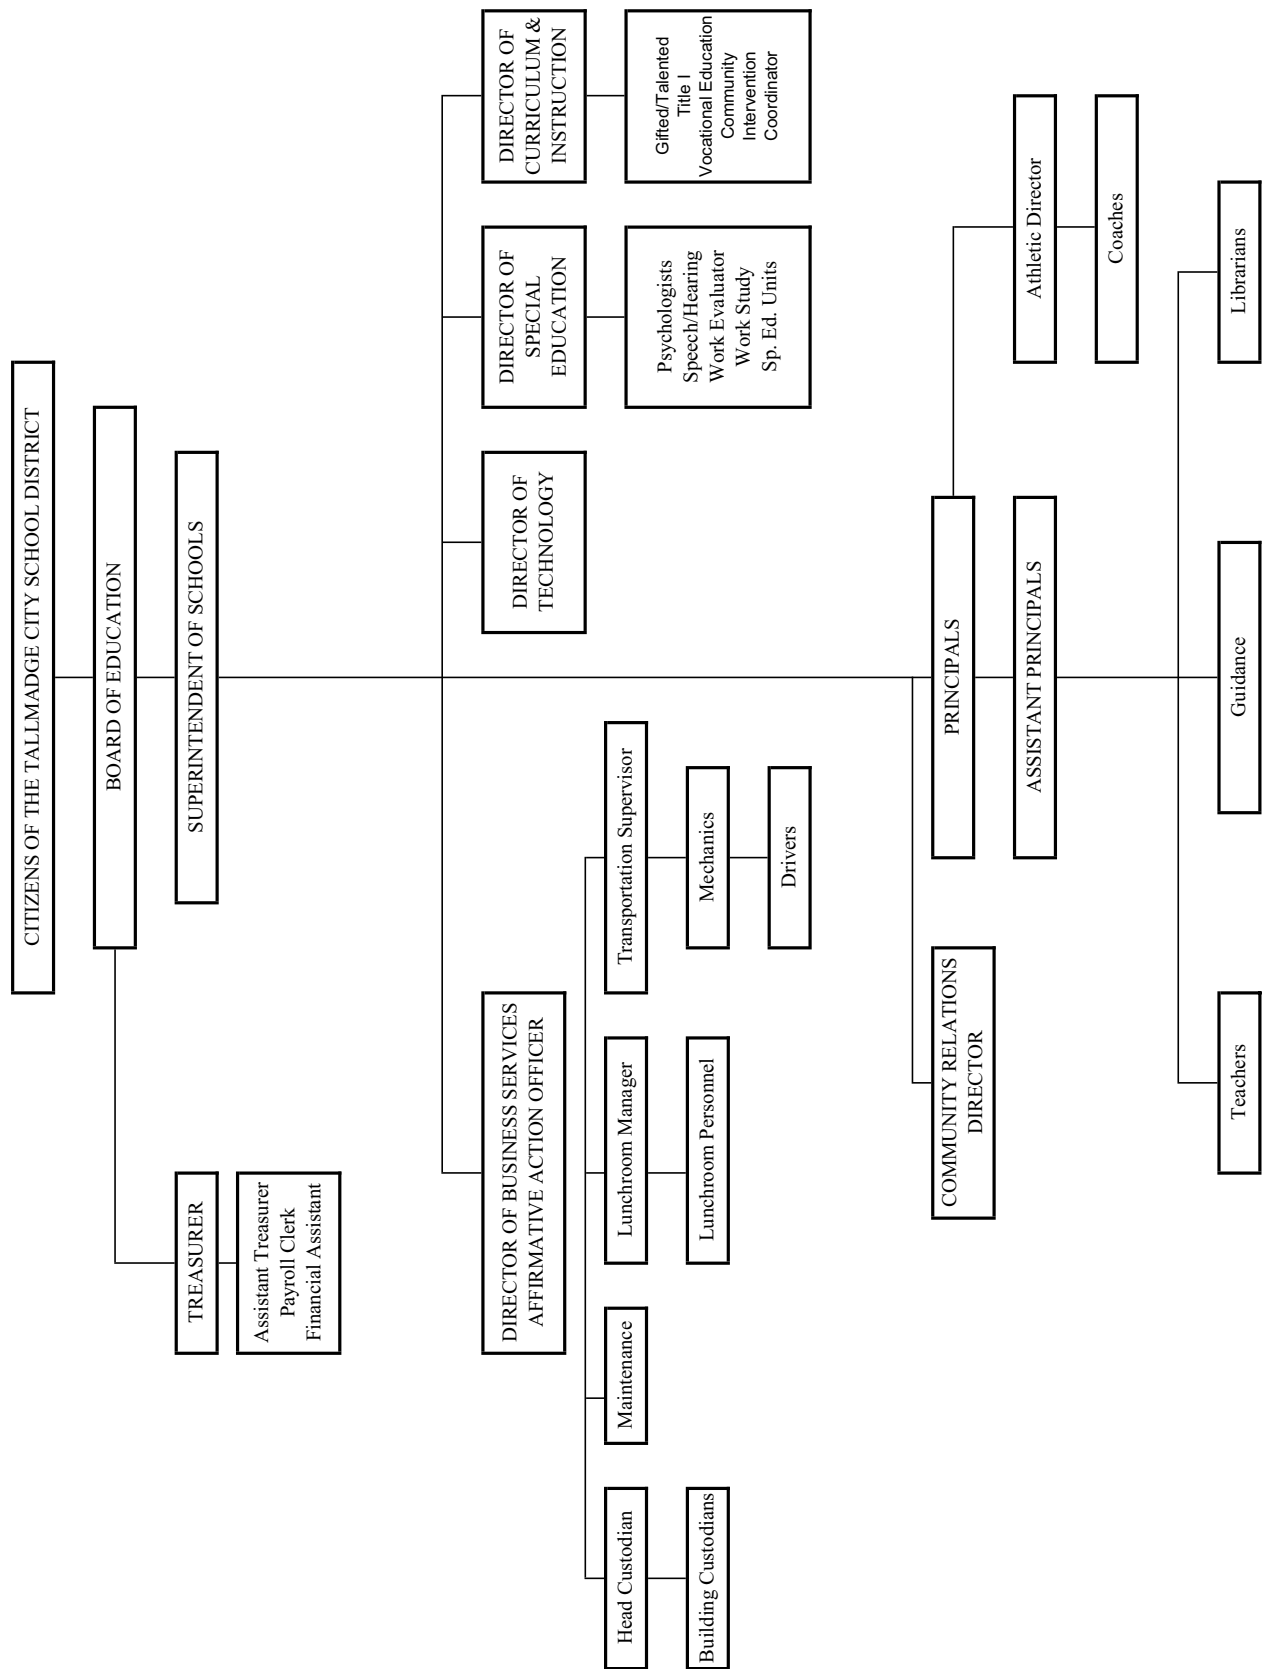 CITIZENS OF THE TALLMADGE CITY SCHOOL DISTRICT
BOARD OF EDUCATION
TREASURER
SUPERINTENDENT OF SCHOOLS
Assistant Treasurer
Payroll Clerk
Financial Assistant
DIRECTOR OF BUSINESS SERVICES
AFFIRMATIVE ACTION OFFICER
DIRECTOR OF
TECHNOLOGY
DIRECTOR OF
SPECIAL
EDUCATION
DIRECTOR OF
CURRICULUM &
INSTRUCTION
Head Custodian
Maintenance
Lunchroom Manager
Transportation Supervisor
Psychologists
Speech/Hearing
Work Evaluator
Work Study
Sp. Ed. Units
Gifted/Talented
Title I
Vocational Education
Community
Intervention
Coordinator
Building Custodians
Lunchroom Personnel
Mechanics
Drivers
COMMUNITY RELATIONS
DIRECTOR
PRINCIPALS
ASSISTANT PRINCIPALS
Athletic Director
Coaches
Teachers
Guidance
Librarians